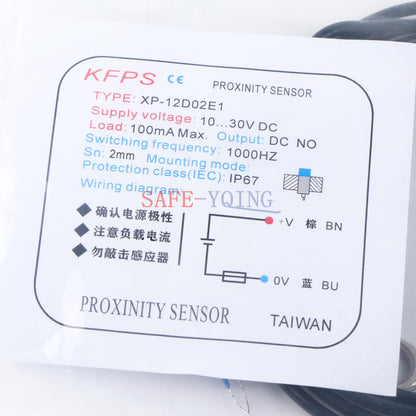 KFPS CE PROXIMITY SENSOR
TYPE: XP-12D02E1
Supply voltage: 10...30V DC
Load: 100mA Max. Output: DC NO
Switching frequency: 1000HZ
Sn: 2mm Mounting mode:
Protection class(IEC): IP67
Wiring diagram:
SAFE-YQING
◆确认电源极性
◆注意负载电流
◆勿敲击感应器
+V 棕 BN
0V 蓝 BU
PROXIMITY SENSOR
TAIWAN